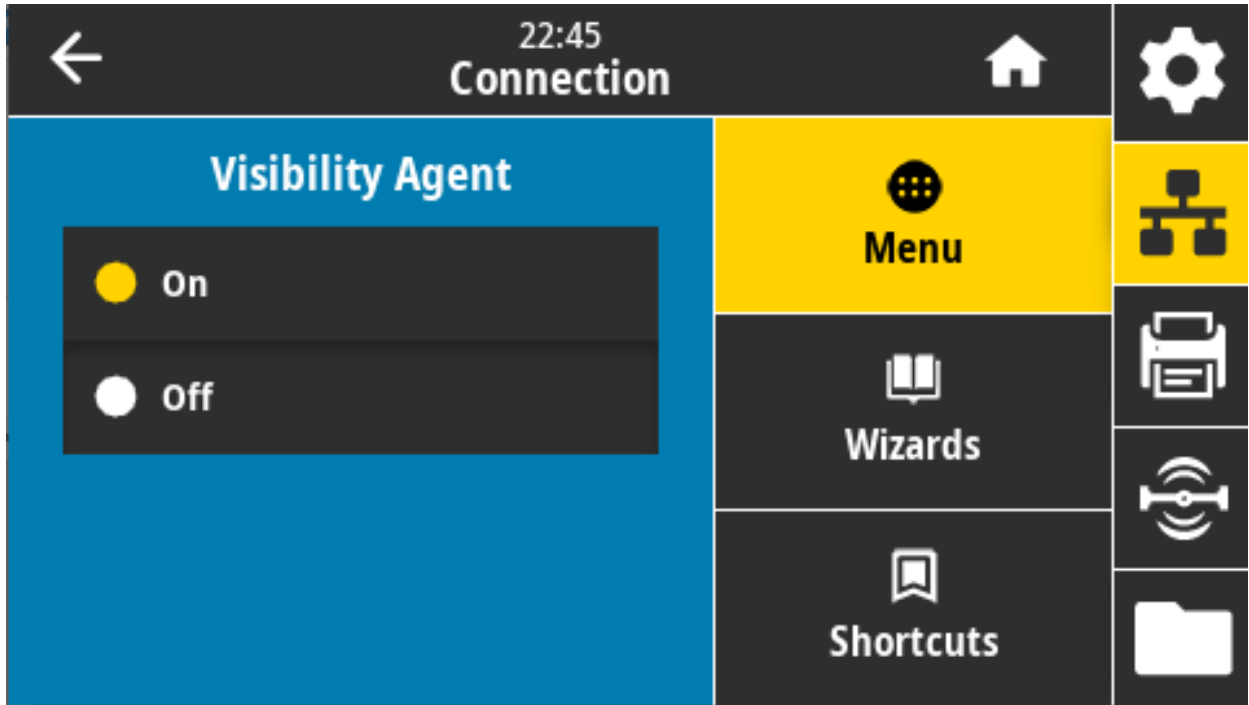 22:45
Connection
Visibility Agent
On
Off
Menu
Wizards
Shortcuts